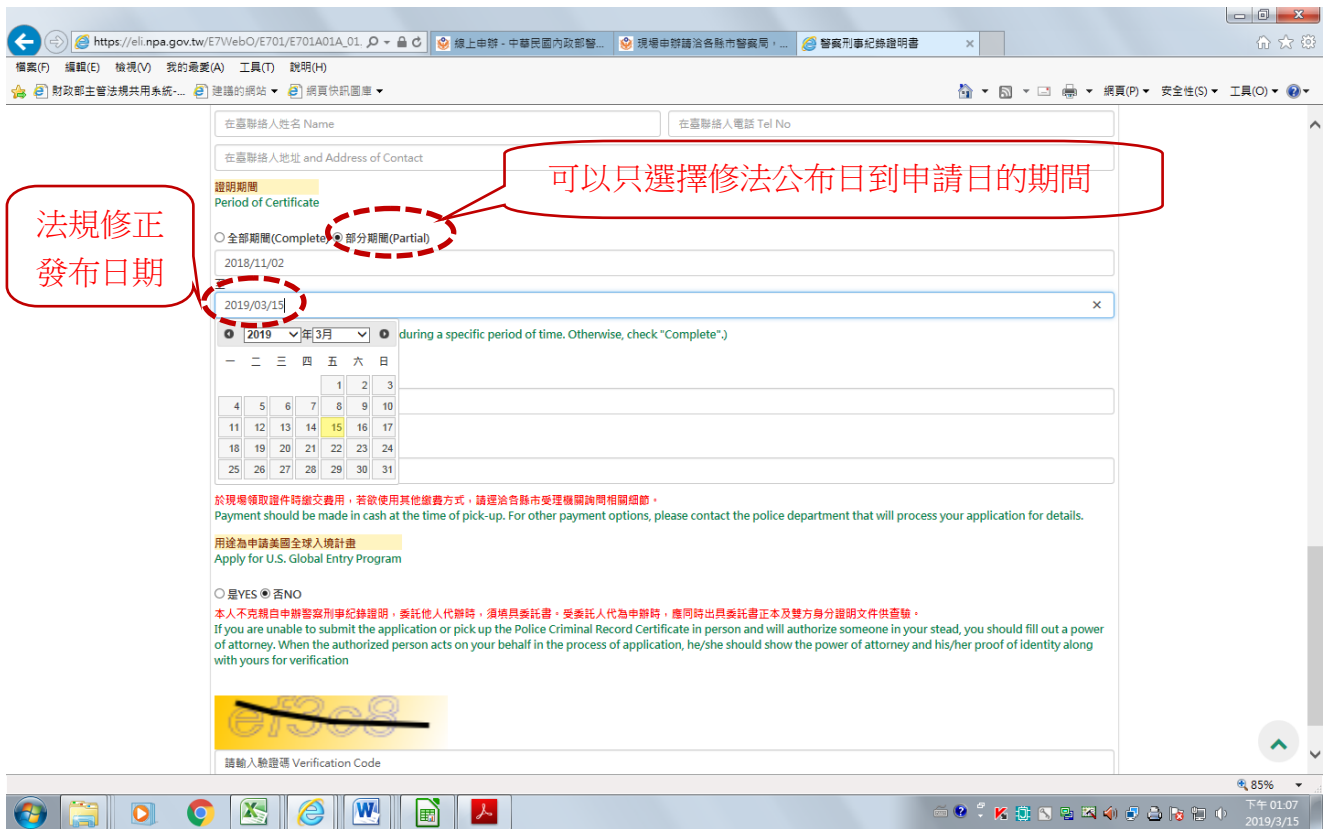 https://eli.npa.gov.tw/E7WebO/E701/E701A01A_01.
線上申辦 - 中華民國內政部警...
現場申辦請洽各縣市警察局，...
警察刑事紀錄證明書
檔案(F) 編輯(E) 檢視(V) 我的最愛(A) 工具(T) 說明(H)
財政部主管法規共用系統-...
建議的網站
網頁快訊圖庫
網頁(P) 安全性(S) 工具(O)
在臺聯絡人姓名 Name
在臺聯絡人電話 Tel No
在臺聯絡人地址 and Address of Contact
可以只選擇修法公布日到申請日的期間
證明期間
Period of Certificate
法規修正
發布日期
全部期間(Complete) 部分期間(Partial)
2018/11/02
至
2019/03/15
2019 年 3月
during a specific period of time. Otherwise, check "Complete".)
一 二 三 四 五 六 日
1 2 3
4 5 6 7 8 9 10
11 12 13 14 15 16 17
18 19 20 21 22 23 24
25 26 27 28 29 30 31
於現場領取證件時繳交費用，若欲使用其他繳費方式，請逕洽各縣市受理機關詢問相關細節。
Payment should be made in cash at the time of pick-up. For other payment options, please contact the police department that will process your application for details.
用途為申請美國全球入境計畫
Apply for U.S. Global Entry Program
是YES 否NO
本人不克親自申辦警察刑事紀錄證明，委託他人代辦時，須填具委託書。受委託人代為申辦時，應同時出具委託書正本及雙方身分證明文件供查驗。
If you are unable to submit the application or pick up the Police Criminal Record Certificate in person and will authorize someone in your stead, you should fill out a power
of attorney. When the authorized person acts on your behalf in the process of application, he/she should show the power of attorney and his/her proof of identity along
with yours for verification
ef3c8
請輸入驗證碼 Verification Code
85%
下午 01:07
2019/3/15